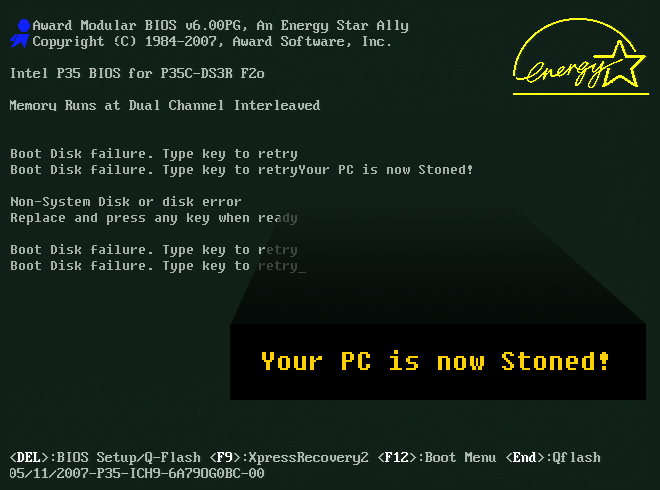 Award Modular BIOS v6.00PG, An Energy Star Ally
Copyright (C) 1984-2007, Award Software, Inc.
energy
Intel P35 BIOS for P35C-DS3R F2o
Memory Runs at Dual Channel Interleaved
Boot Disk failure. Type key to retry
Boot Disk failure. Type key to retryYour PC is now Stoned!
Non-System Disk or disk error
Replace and press any key when ready
Boot Disk failure. Type key to retry
Boot Disk failure. Type key to retry_
Your PC is now Stoned!
<DEL>:BIOS Setup/Q-Flash <F9>:XpressRecovery2 <F12>:Boot Menu <End>:Qflash
05/11/2007-P35-ICH9-6A79OG0BC-00